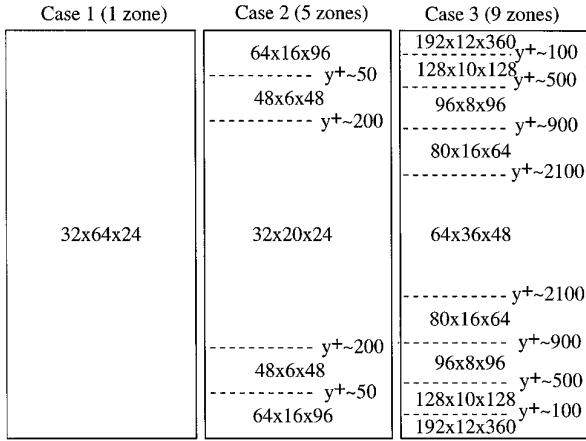 Case 1 (1 zone)
32x64x24
Case 2 (5 zones)
64x16x96
y+~50
48x6x48
y+~200
32x20x24
y+~200
48x6x48
y+~50
64x16x96
Case 3 (9 zones)
192x12x360
y+~100
128x10x128
y+~500
96x8x96
y+~900
80x16x64
y+~2100
64x36x48
y+~2100
80x16x64
y+~900
96x8x96
y+~500
128x10x128
y+~100
192x12x360